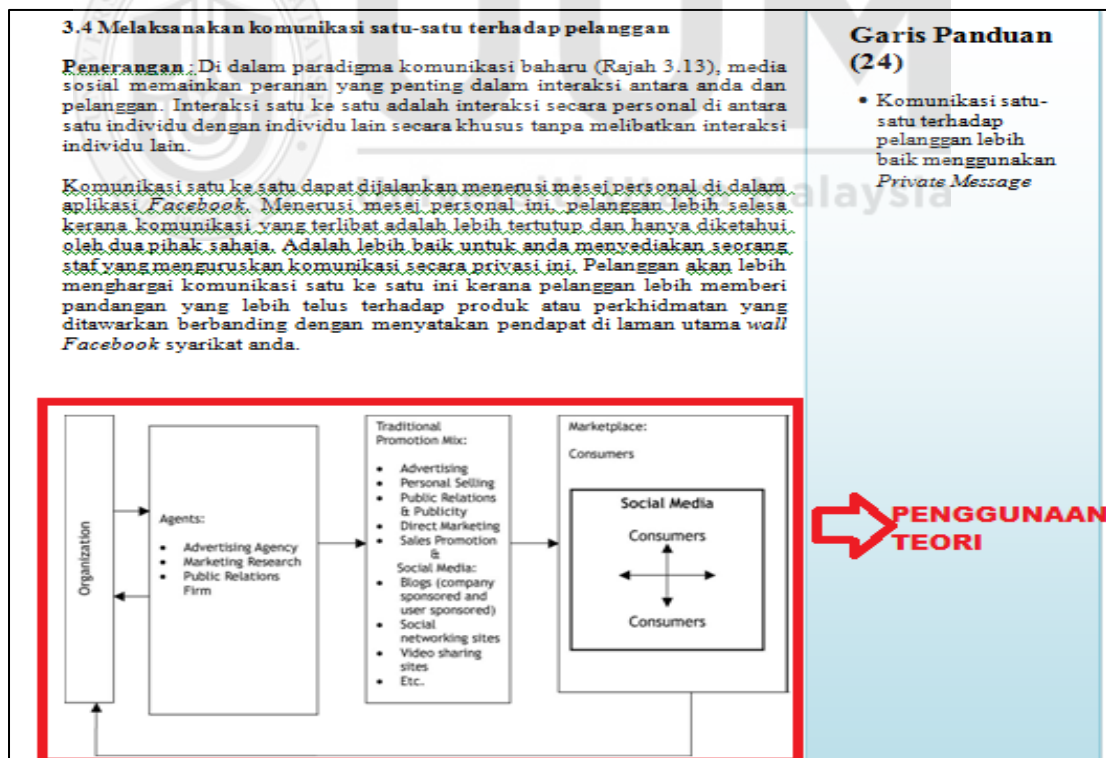 3.4 Melaksanakan komunikasi satu-satu terhadap pelanggan
Penerangan : Di dalam paradigma komunikasi baharu (Rajah 3.13), media
sosial memainkan peranan yang penting dalam interaksi antara anda dan
pelanggan. Interaksi satu ke satu adalah interaksi secara personal di antara
satu individu dengan individu lain secara khusus tanpa melibatkan interaksi
individu lain.
Komunikasi satu ke satu dapat dijalankan menerusi mesej personal di dalam
aplikasi Facebook. Menerusi mesej personal ini, pelanggan lebih selesa
kerana komunikasi yang terlibat adalah lebih tertutup dan hanya diketahui
oleh dua pihak sahaja. Adalah lebih baik untuk anda menyediakan seorang
staf yang menguruskan komunikasi secara privasi ini. Pelanggan akan lebih
menghargai komunikasi satu ke satu ini kerana pelanggan lebih memberi
pandangan yang lebih telus terhadap produk atau perkhidmatan yang
ditawarkan berbanding dengan menyatakan pendapat di laman utama wall
Facebook syarikat anda.
Garis Panduan
(24)
• Komunikasi satu-
satu terhadap
pelanggan lebih
baik menggunakan
Private Message
UUM
Malaysia
Organization
Agents:
• Advertising Agency
• Marketing Research
• Public Relations
Firm
Traditional
Promotion Mix:
• Advertising
• Personal Selling
• Public Relations
& Publicity
• Direct Marketing
• Sales Promotion
&
Social Media:
• Blogs (company
sponsored and
user sponsored)
• Social
networking sites
• Video sharing
sites
• Etc.
Marketplace:
Consumers
Social Media
Consumers
Consumers
PENGGUNAAN
TEORI